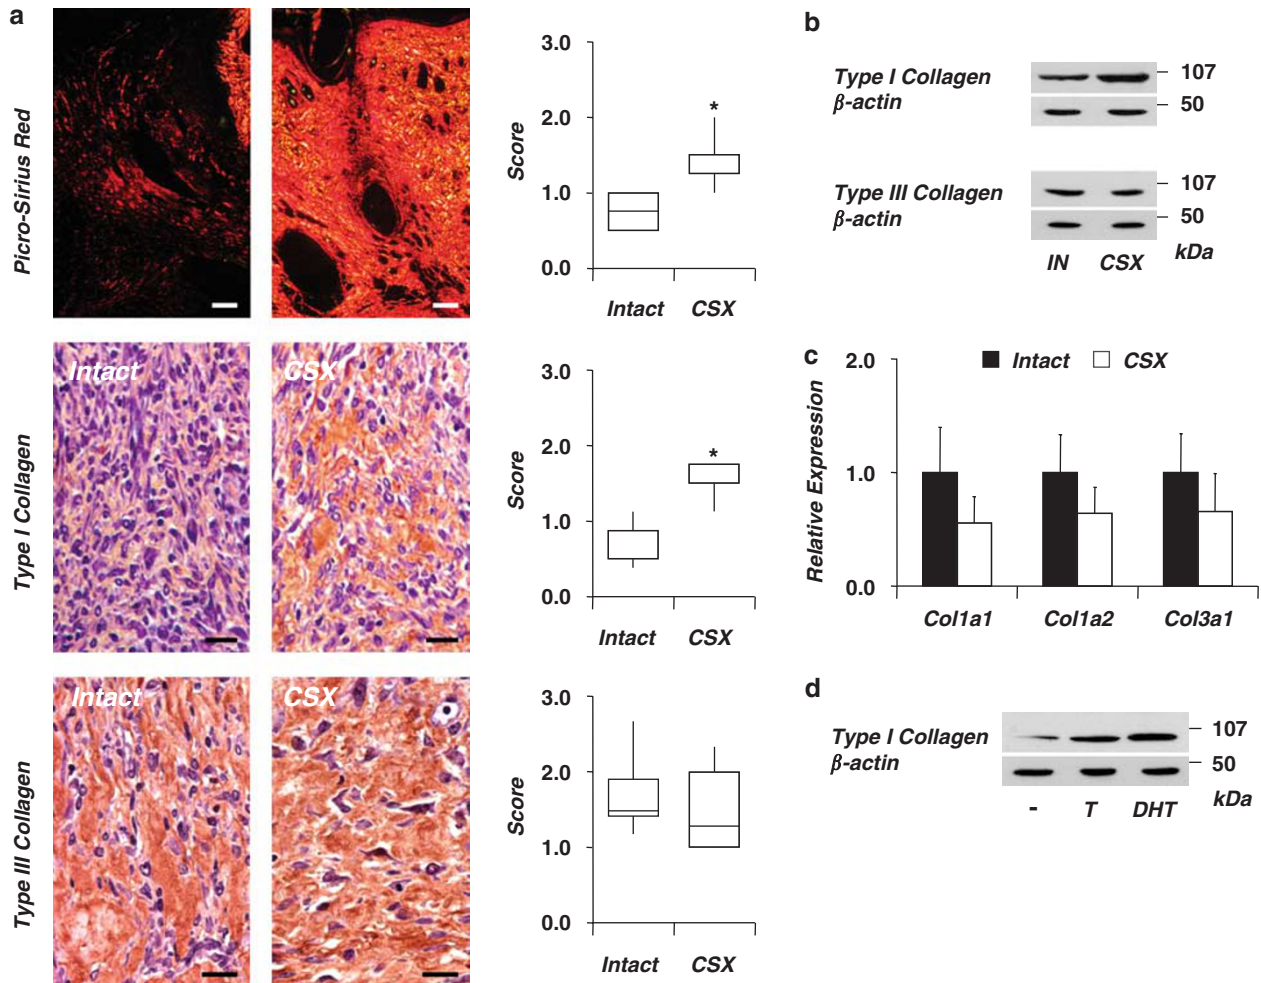 a
Picro-Sirius Red
3.0
2.0
1.0
0.0
Score
*
Intact
CSX
Type I Collagen
Intact
CSX
3.0
2.0
1.0
0.0
Score
*
Intact
CSX
Type III Collagen
Intact
CSX
3.0
2.0
1.0
0.0
Score
Intact
CSX
b
Type I Collagen
β-actin
107
50
Type III Collagen
β-actin
107
50
kDa
IN
CSX
c
Intact
CSX
2.0
1.0
0.0
Relative Expression
Col1a1
Col1a2
Col3a1
d
Type I Collagen
β-actin
107
50
kDa
-
T
DHT